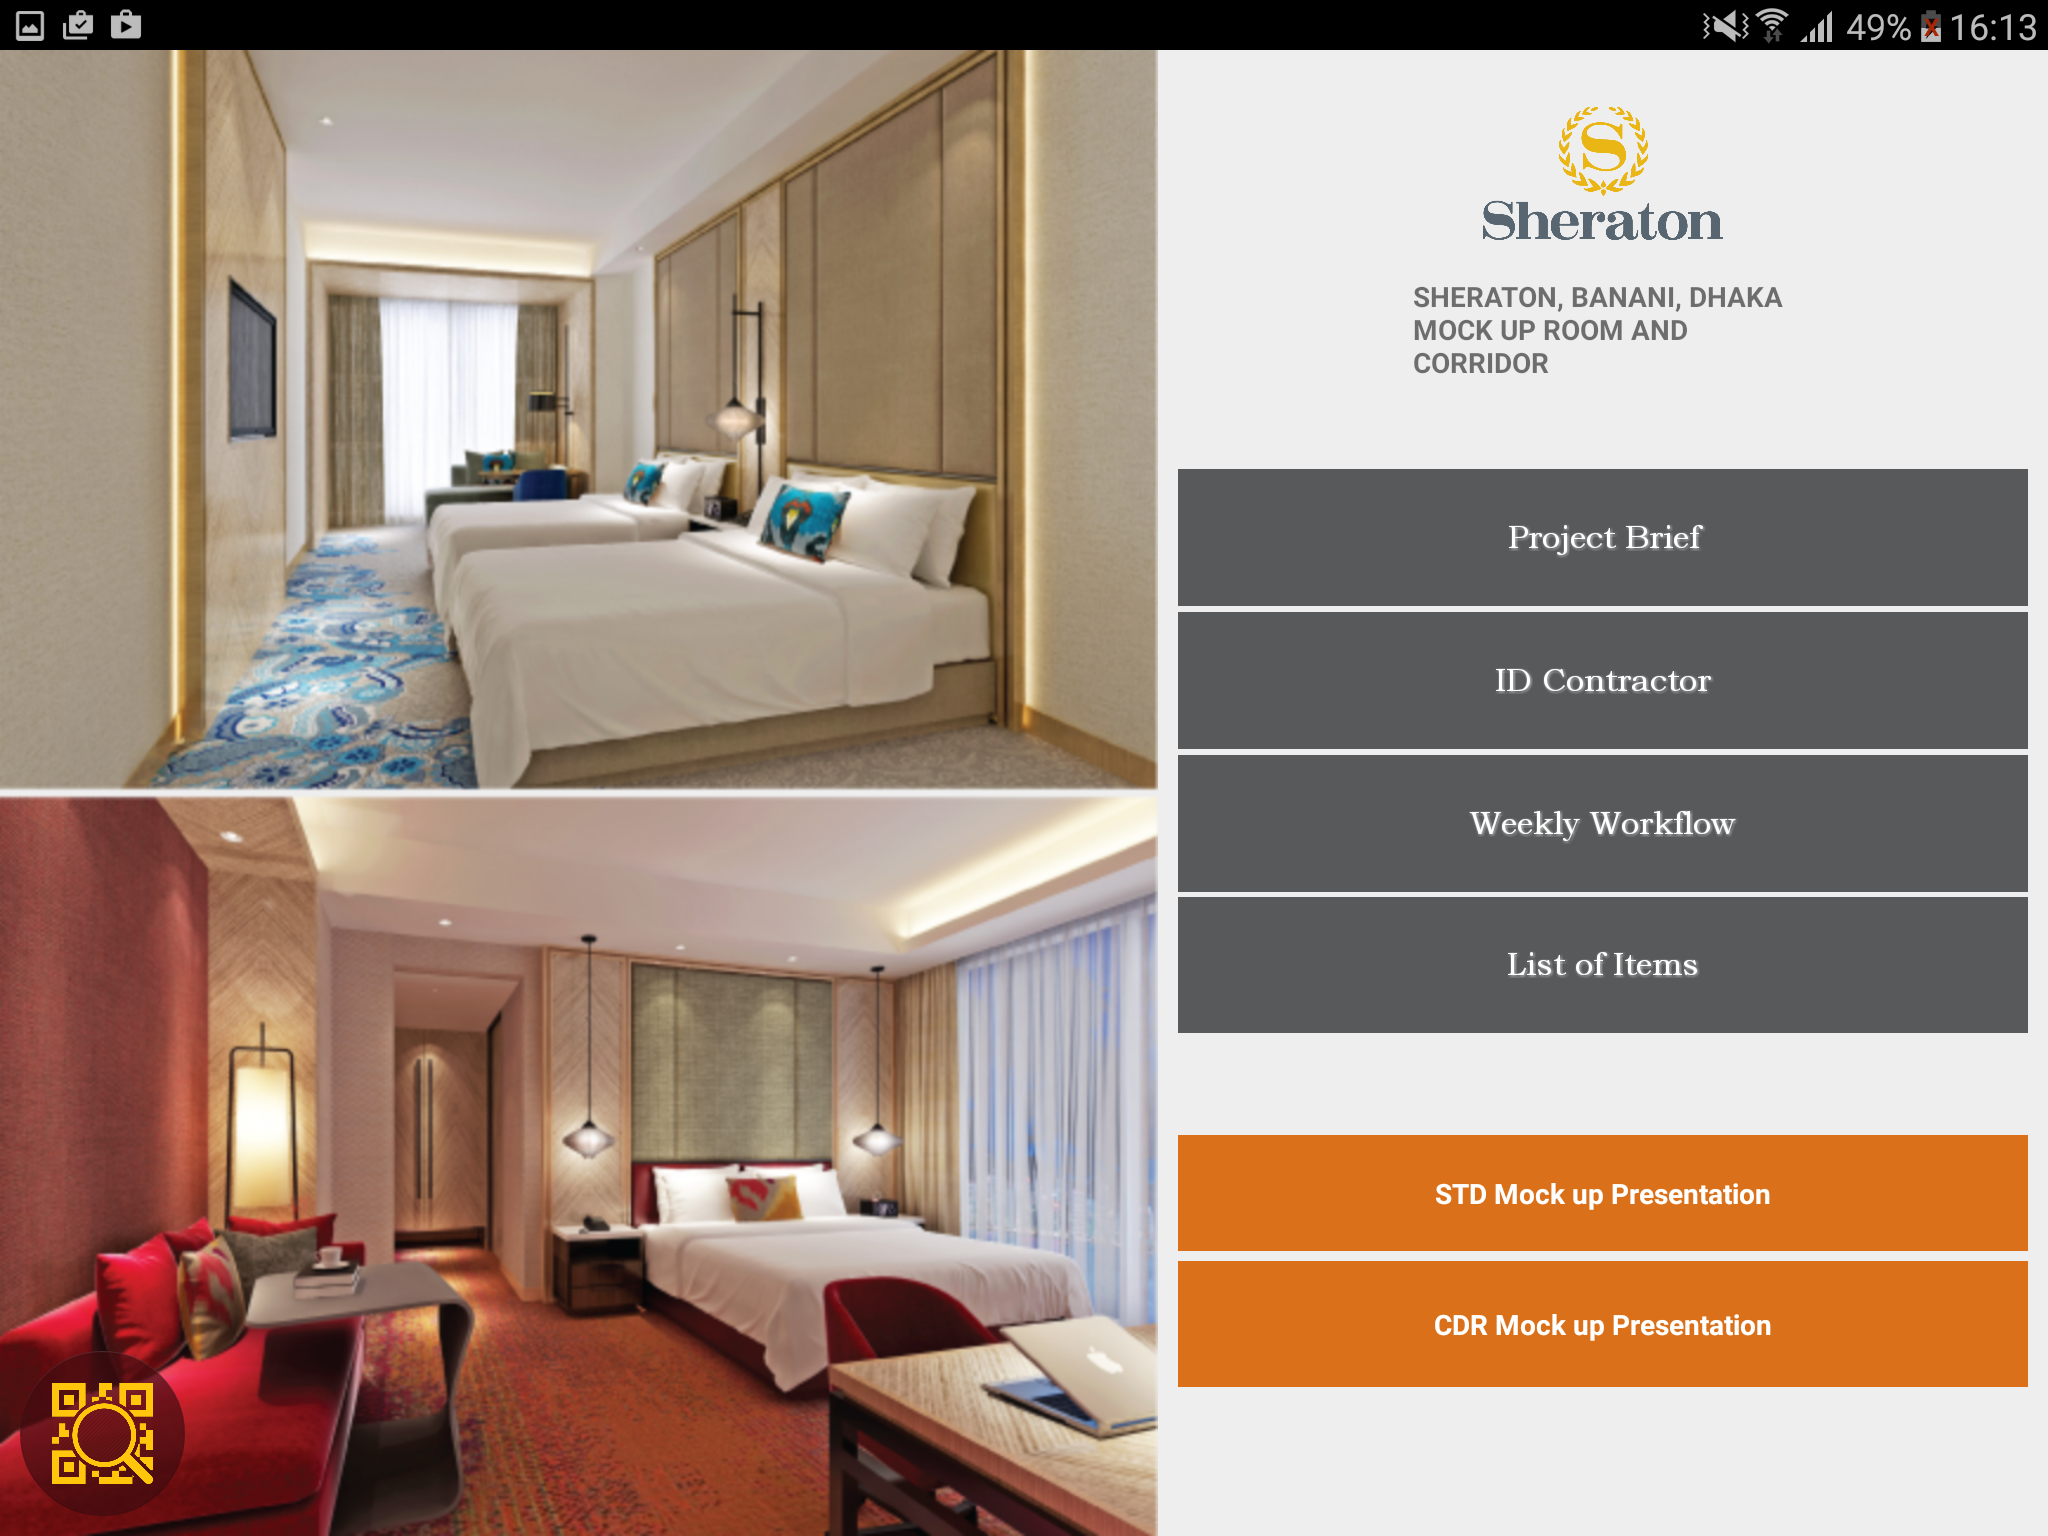 49% 16:13
S
Sheraton
SHERATON, BANANI, DHAKA
MOCK UP ROOM AND
CORRIDOR
Project Brief
ID Contractor
Weekly Workflow
List of Items
STD Mock up Presentation
CDR Mock up Presentation